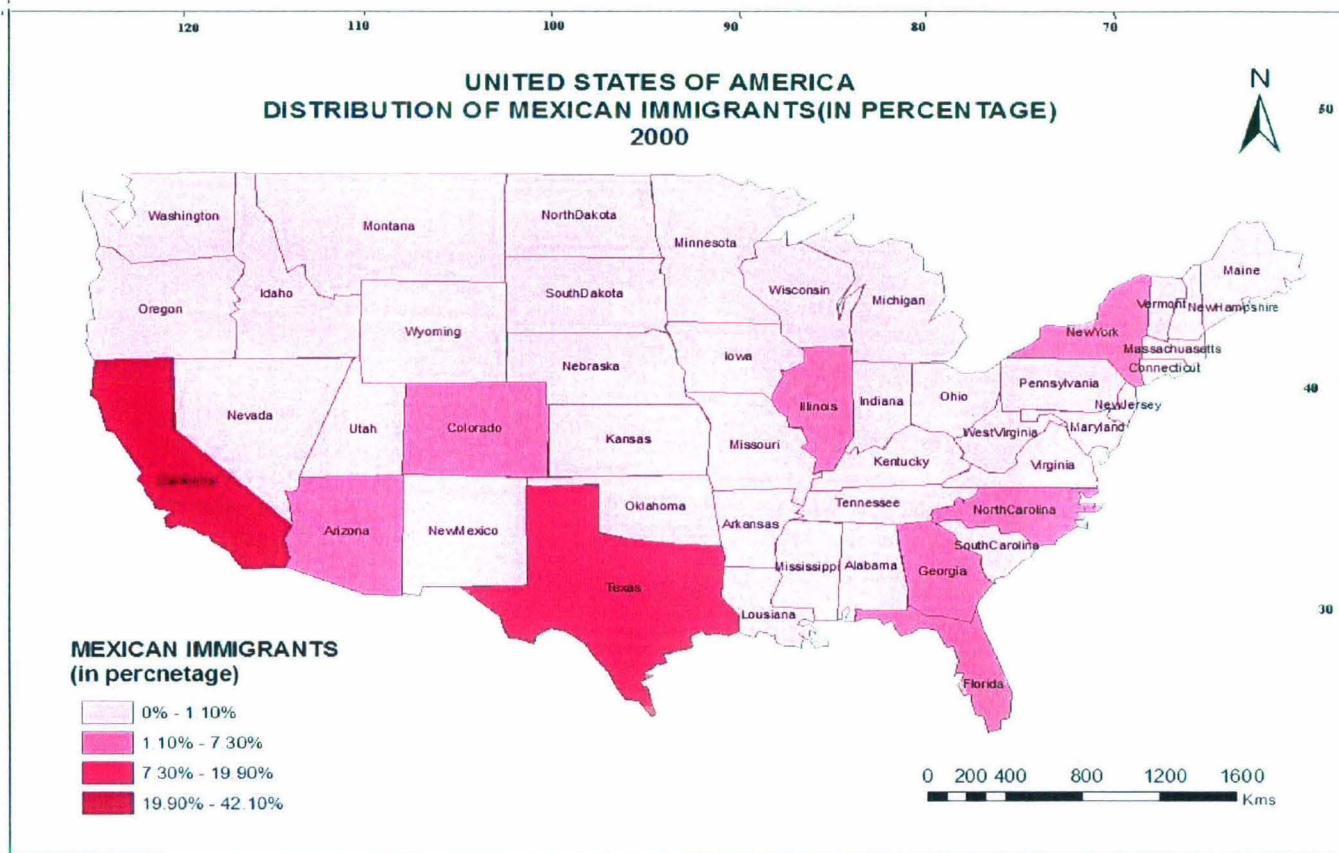 120 110 100 90 80 70
UNITED STATES OF AMERICA
DISTRIBUTION OF MEXICAN IMMIGRANTS(IN PERCENTAGE)
2000
N
50
40
30
Washington
Montana
NorthDakota
Minnesota
Maine
Oregon
Idaho
SouthDakota
Wisconsin
Michigan
Vermont
NewHampshire
Wyoming
NewYork
Massachuasetts
Connecticut
Iowa
Nebraska
Pennsylvania
Nevada
Utah
Colorado
Illinois
Indiana
Ohio
NewJersey
Maryland
Kansas
Missouri
WestVirginia
Kentucky
Virginia
Arizona
NewMexico
Oklahoma
Arkansas
Tennessee
NorthCarolina
SouthCarolina
Texas
Mississippi
Alabama
Georgia
Lousiana
Florida
MEXICAN IMMIGRANTS
(in percnetage)
0% - 1.10%
1.10% - 7.30%
7.30% - 19.90%
19.90% - 42.10%
0 200 400 800 1200 1600
Kms